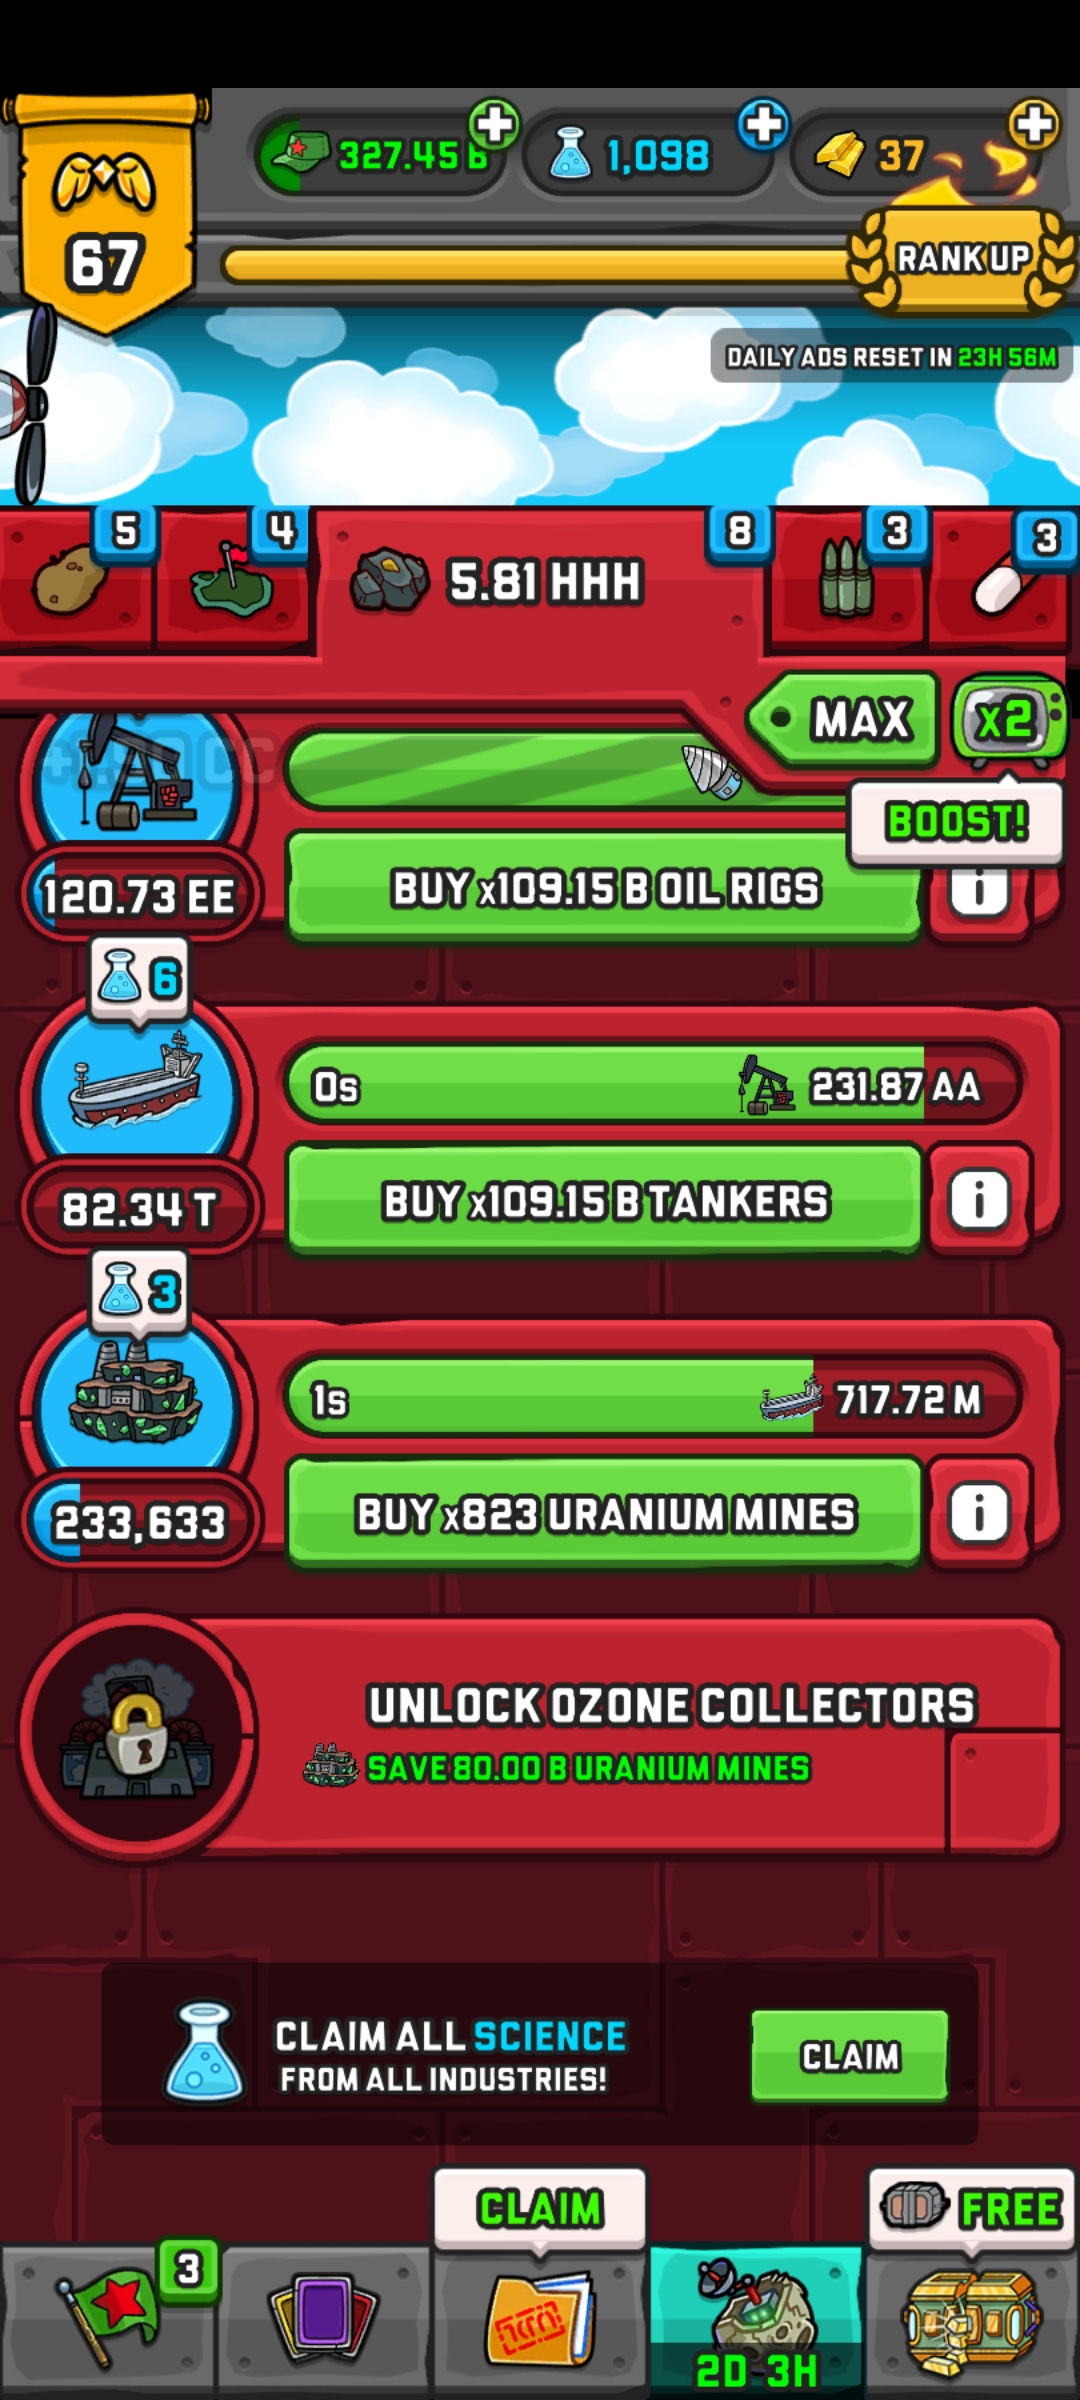 327.45 B
1,098
37
67
RANK UP
DAILY ADS RESET IN 23H 56M
5
4
8
3
3
5.81 HHH
MAX
x2
BOOST!
120.73 EE
BUY x109.15 B OIL RIGS
i
6
0s
231.87 AA
82.34 T
BUY x109.15 B TANKERS
i
3
1s
717.72 M
233,633
BUY x823 URANIUM MINES
i
UNLOCK OZONE COLLECTORS
SAVE 80.00 B URANIUM MINES
CLAIM ALL SCIENCE
FROM ALL INDUSTRIES!
CLAIM
CLAIM
FREE
3
2D 3H